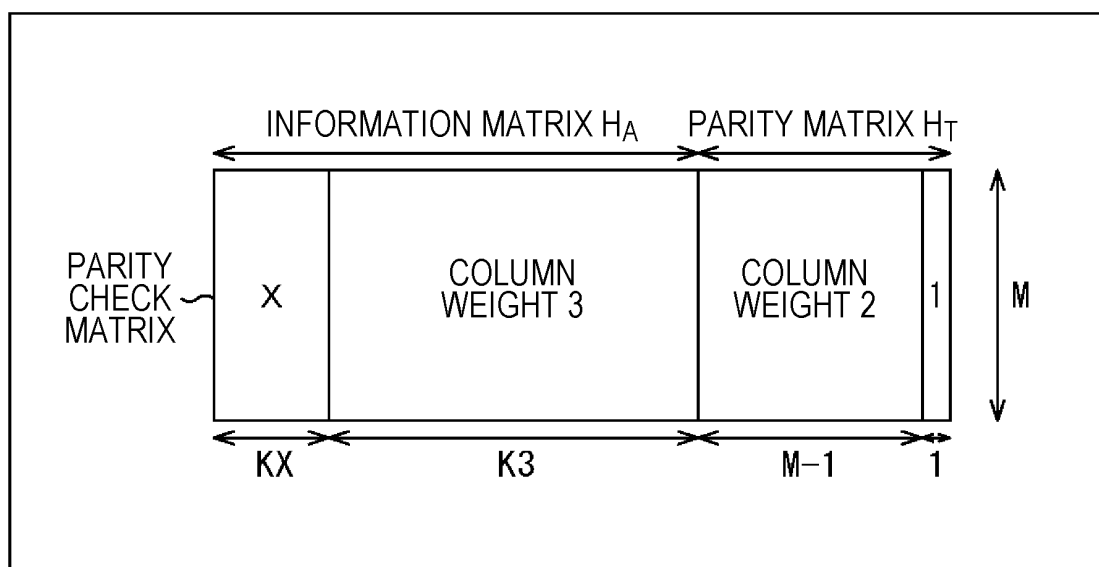 INFORMATION MATRIX HA
PARITY MATRIX HT
PARITY
CHECK
MATRIX
X
COLUMN
WEIGHT 3
COLUMN
WEIGHT 2
1
M
KX
K3
M-1
1